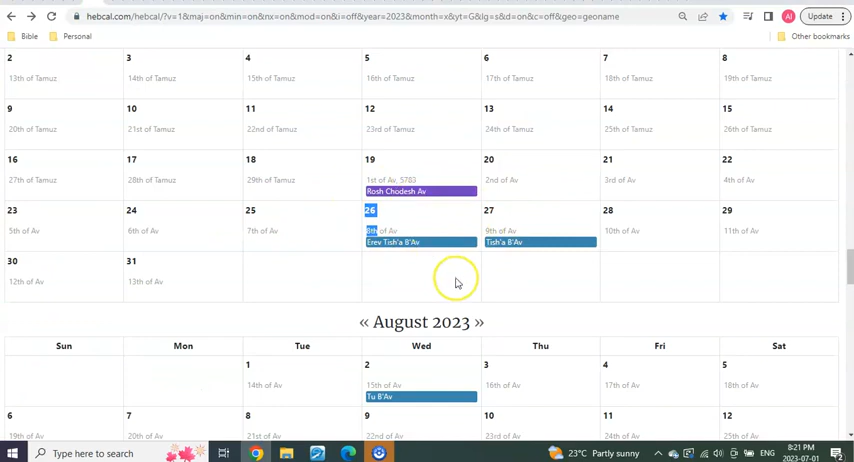 hebcal.com/hebcal/?v=1&maj=on&min=on&nx=on&mod=on&i=off&year=2023&month=x&yt=G&lg=s&d=on&c=off&geo=geoname
AI
Update
Bible
Personal
Other bookmarks
2 3 4 5 6 7 8
13th of Tamuz 14th of Tamuz 15th of Tamuz 16th of Tamuz 17th of Tamuz 18th of Tamuz 19th of Tamuz
9 10 11 12 13 14 15
20th of Tamuz 21st of Tamuz 22nd of Tamuz 23rd of Tamuz 24th of Tamuz 25th of Tamuz 26th of Tamuz
16 17 18 19 20 21 22
27th of Tamuz 28th of Tamuz 29th of Tamuz 1st of Av, 5783 2nd of Av 3rd of Av 4th of Av
Rosh Chodesh Av
23 24 25 26 27 28 29
5th of Av 6th of Av 7th of Av 8th of Av 9th of Av 10th of Av 11th of Av
Erev Tish'a B'Av Tish'a B'Av
30 31
12th of Av 13th of Av
« August 2023 »
Sun Mon Tue Wed Thu Fri Sat
1 2 3 4 5
14th of Av 15th of Av 16th of Av 17th of Av 18th of Av
Tu B'Av
6 7 8 9 10 11 12
19th of Av 20th of Av 21st of Av 22nd of Av 23rd of Av 24th of Av 25th of Av
Type here to search
23°C Partly sunny
ENG
8:21 PM
2023-07-01
2